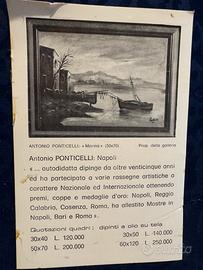 ANTONIO PONTICELLI: « Marina » (50x70) Prop. della galleria
Antonio PONTICELLI: Napoli
« ... autodidatta dipinge da oltre venticinque anni
ed ha partecipato a varie rassegne artistiche a
carattere Nazionale ed Internazionale ottenendo
premi, coppe e medaglie d'oro: Napoli, Reggio
Calabria, Cosenza, Roma, ha allestito Mostre in
Napoli, Bari e Roma ».
Quotazioni quadri: dipinti a olio su tela
30x40 L. 120.000 30x50 L. 140.000
50x70 L. 200.000 60x120 L. 250.000